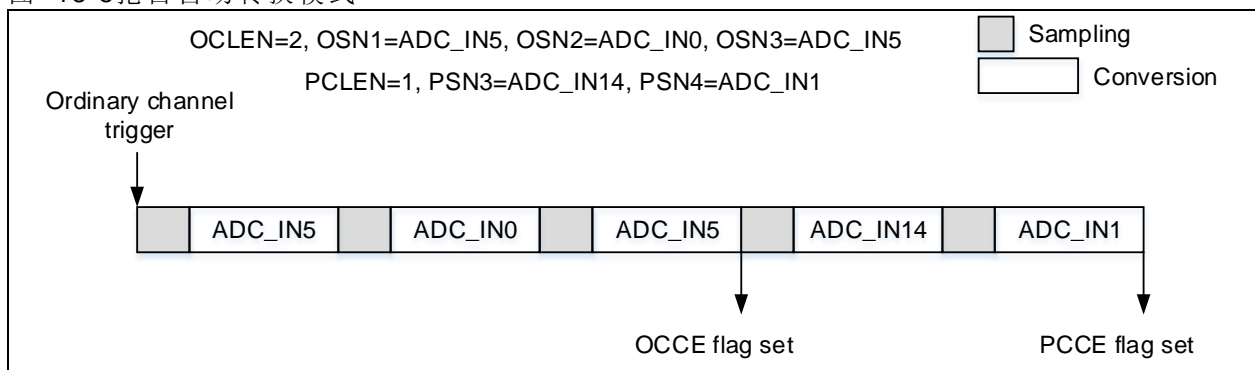 OCLEN=2, OSN1=ADC_IN5, OSN2=ADC_IN0, OSN3=ADC_IN5
PCLEN=1, PSN3=ADC_IN14, PSN4=ADC_IN1
Sampling
Conversion
Ordinary channel
trigger
ADC_IN5 ADC_IN0 ADC_IN5 ADC_IN14 ADC_IN1
OCCE flag set PCCE flag set